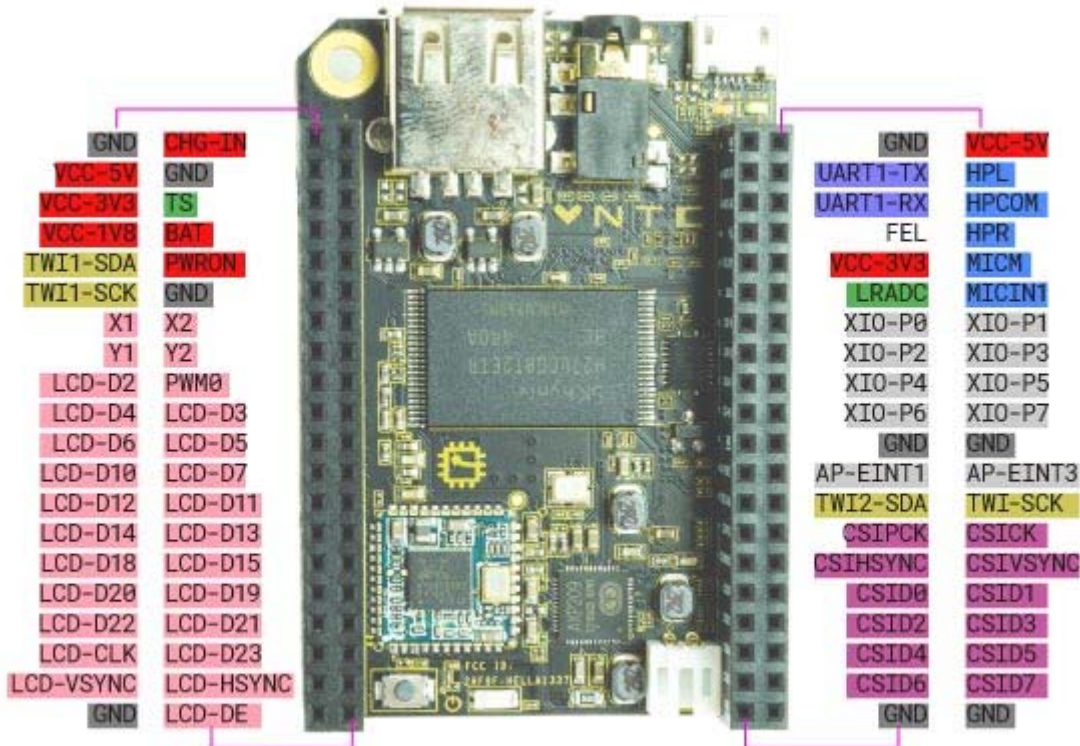 GND CHG-IN GND VCC-5V
VCC-5V GND UART1-TX HPL
VCC-3V3 TS UART1-RX HPCOM
VCC-1V8 BAT FEL HPR
TWI1-SDA PWRON VCC-3V3 MICM
TWI1-SCK GND LRADC MICIN1
X1 X2 XIO-P0 XIO-P1
Y1 Y2 XIO-P2 XIO-P3
LCD-D2 PWM0 XIO-P4 XIO-P5
LCD-D4 LCD-D3 XIO-P6 XIO-P7
LCD-D6 LCD-D5 GND GND
LCD-D10 LCD-D7 AP-EINT1 AP-EINT3
LCD-D12 LCD-D11 TWI2-SDA TWI-SCK
LCD-D14 LCD-D13 CSIPCK CSICK
LCD-D18 LCD-D15 CSIHSYNC CSIVSYNC
LCD-D20 LCD-D19 CSID0 CSID1
LCD-D22 LCD-D21 CSID2 CSID3
LCD-CLK LCD-D23 CSID4 CSID5
LCD-VSYNC LCD-HSYNC CSID6 CSID7
GND LCD-DE GND GND
NTC
FCC ID: